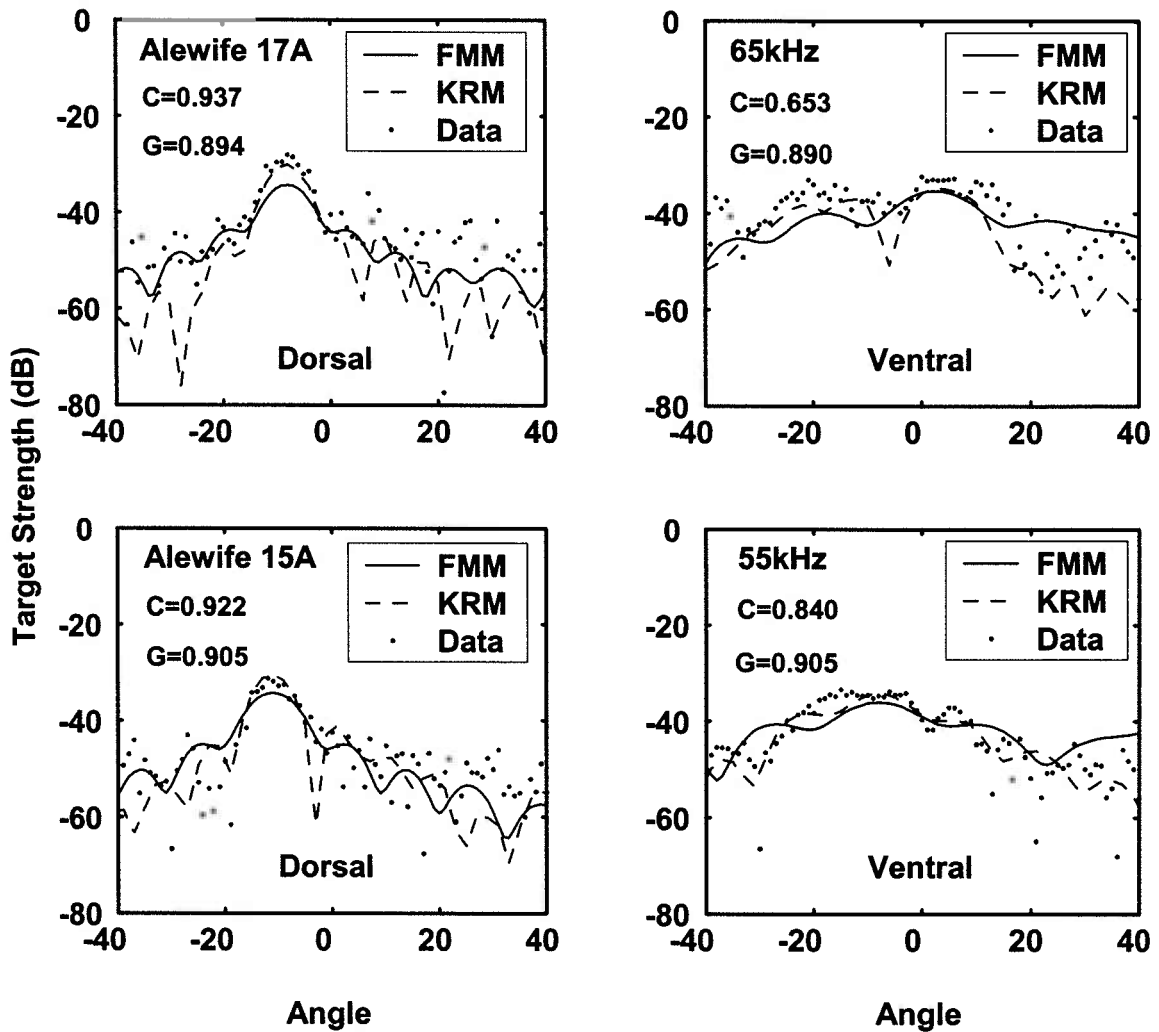 Target Strength (dB)
0
-20
-40
-60
-80
Alewife 17A
C=0.937
G=0.894
FMM
KRM
Data
Dorsal
-40 -20 0 20 40
0
-20
-40
-60
-80
65kHz
C=0.653
G=0.890
FMM
KRM
Data
Ventral
-40 -20 0 20 40
0
-20
-40
-60
-80
Alewife 15A
C=0.922
G=0.905
FMM
KRM
Data
Dorsal
-40 -20 0 20 40
Angle
0
-20
-40
-60
-80
55kHz
C=0.840
G=0.905
FMM
KRM
Data
Ventral
-40 -20 0 20 40
Angle